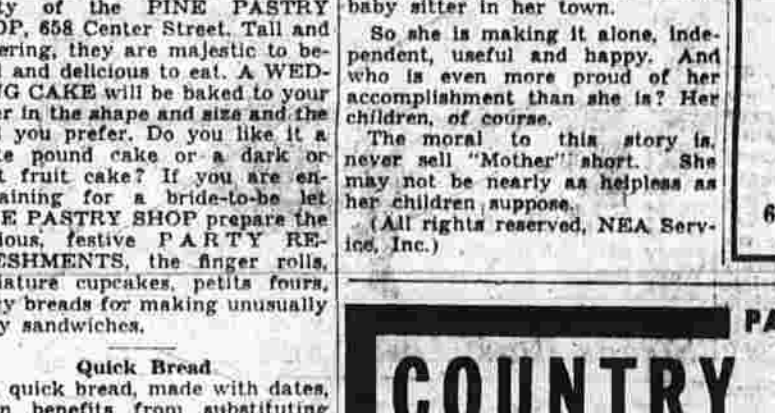 ty of the PINE PASTRY
OP, 658 Center Street. Tall and
ering, they are majestic to be-
and delicious to eat. A WED-
NG CAKE will be baked to your
er in the shape and size and the
you prefer. Do you like it a
te pound cake or a dark or
t fruit cake? If you are en-
aining for a bride-to-be let
E PASTRY SHOP prepare the
ious, festive PARTY RE-
ESHMENTS, the finger rolls,
iature cupcakes, petits fours,
cy breads for making unusually
y sandwiches.
Quick Bread
quick bread, made with dates,
n benefits from substituting
baby sitter in her town.
So she is making it alone, inde-
pendent, useful and happy. And
who is even more proud of her
accomplishment than she is? Her
children, of course.
The moral to this story is,
never sell "Mother" short. She
may not be nearly as helpless as
her children suppose.
(All rights reserved, NEA Serv-
ice, Inc.)
6
PA
COUNTRY